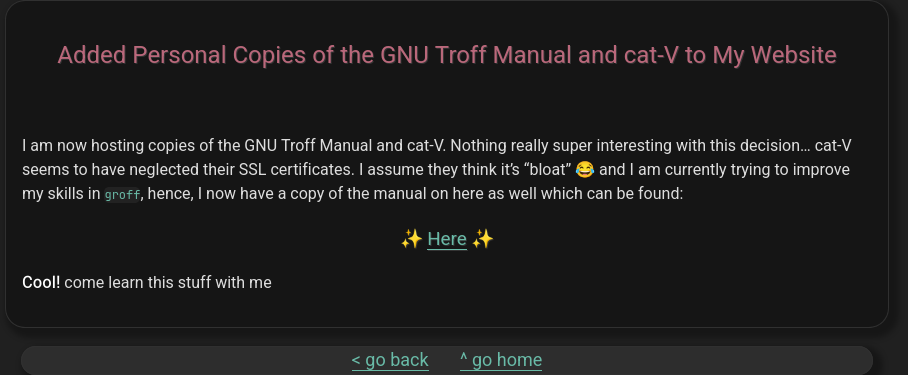 Added Personal Copies of the GNU Troff Manual and cat-V to My Website
I am now hosting copies of the GNU Troff Manual and cat-V. Nothing really super interesting with this decision… cat-V
seems to have neglected their SSL certificates. I assume they think it’s “bloat” 😂 and I am currently trying to improve
my skills in groff, hence, I now have a copy of the manual on here as well which can be found:
✨ Here ✨
Cool! come learn this stuff with me
< go back ^ go home